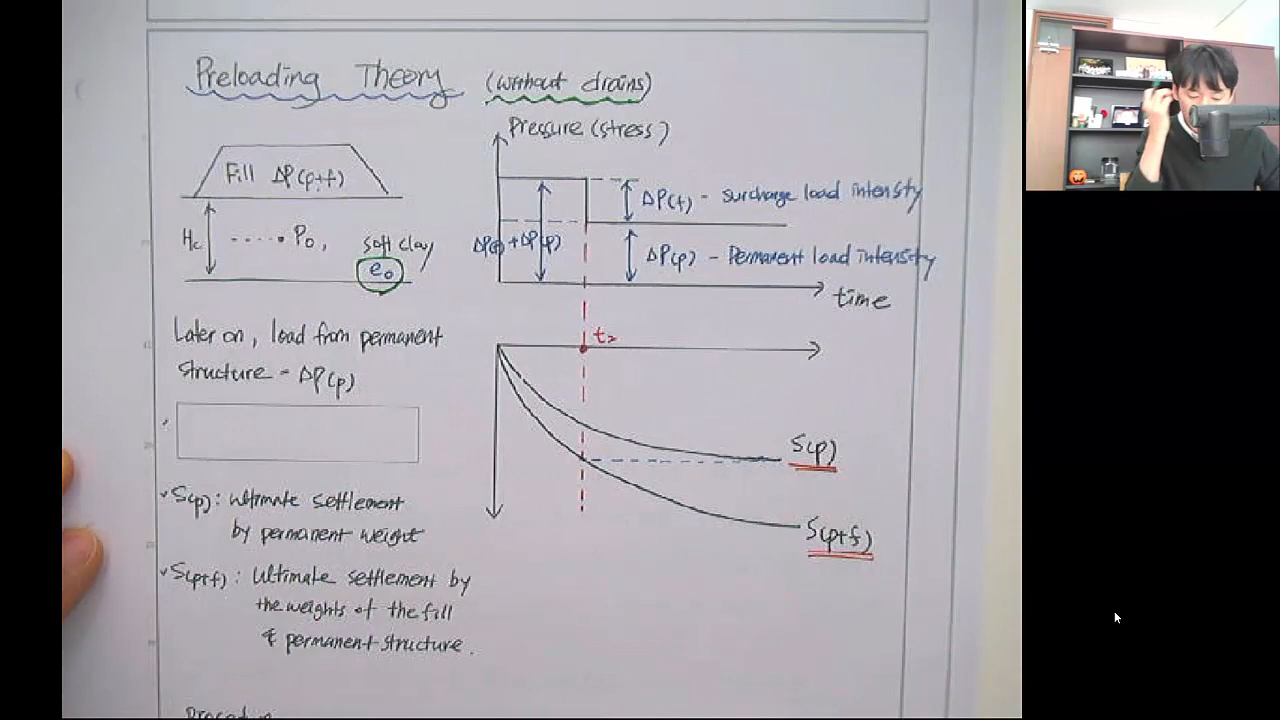 Preloading Theory (without drains)
Pressure (stress)
Fill ΔP(p+f)
ΔP(f) - Surcharge load intensity
Hc
P₀,
soft clay
e₀
ΔP(f) + ΔP(p)
ΔP(p) - Permanent load intensity
time
Later on, load from permanent
structure - ΔP(p)
t₂
S(p)
✓S(p): ultimate settlement
by permanent weight
S(p+f)
✓S(p+f): Ultimate settlement by
the weights of the fill
& permanent structure.